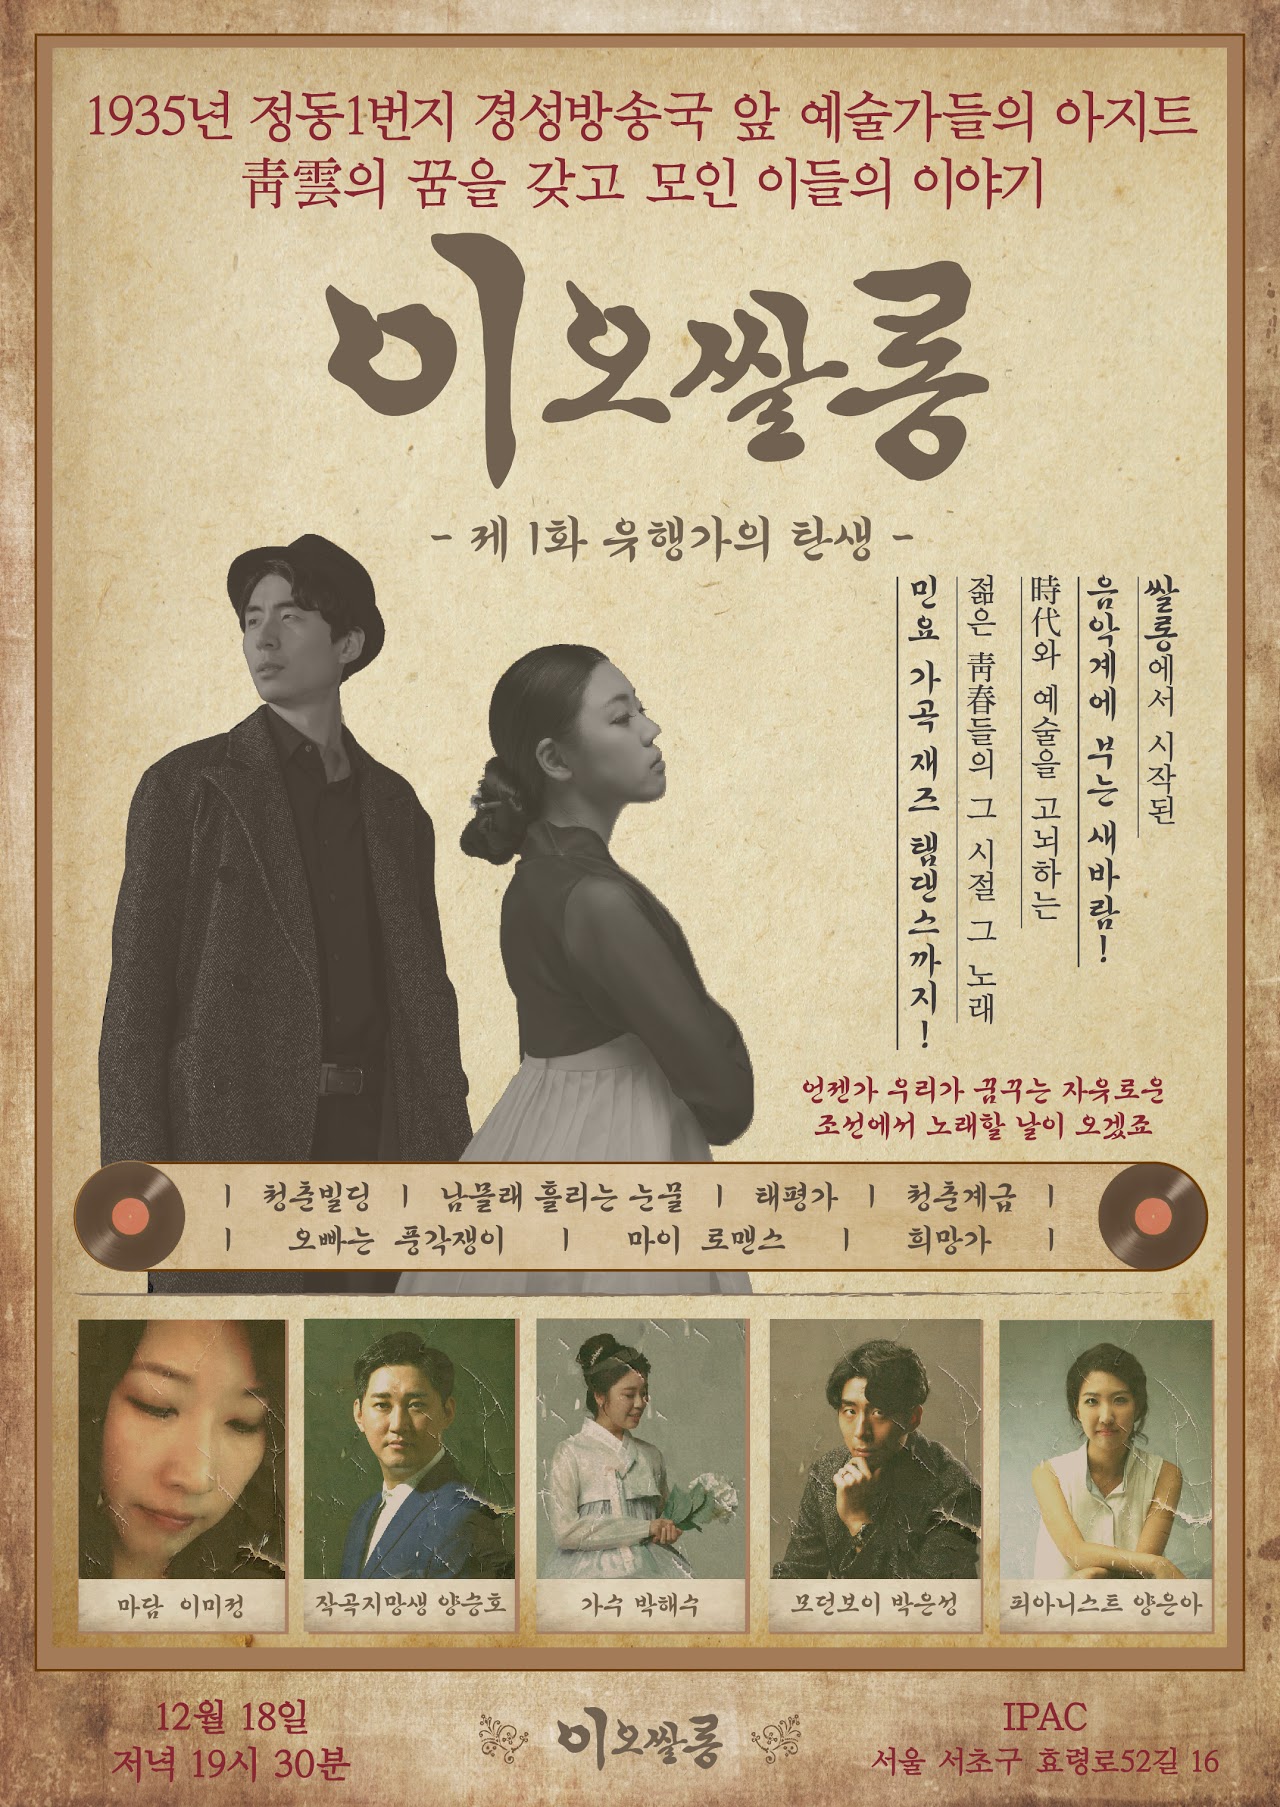 1935년 정동1번지 경성방송국 앞 예술가들의 아지트
靑雲의 꿈을 갖고 모인 이들의 이야기
이오쌀롱
- 제 1화 유행가의 탄생 -
쌀롱에서 시작된
음악계에 부는 새바람!
時代와 예술을 고뇌하는
젊은 靑春들의 그 시절 그 노래
민요 가곡 재즈 탭댄스까지!
언젠가 우리가 꿈꾸는 자유로운
조선에서 노래할 날이 오겠죠
| 청춘빌딩 | 남몰래 흘리는 눈물 | 태평가 | 청춘계급 |
| 오빠는 풍각쟁이 | 마이 로맨스 | 희망가 |
마담 이미정
작곡지망생 양승호
가수 박해수
모던보이 박은성
피아니스트 양은아
12월 18일
저녁 19시 30분
이오쌀롱
IPAC
서울 서초구 효령로52길 16